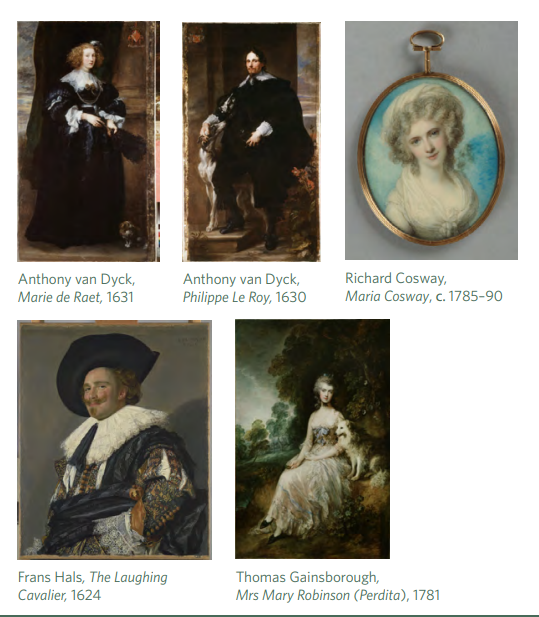 Anthony van Dyck,
Marie de Raet, 1631
Anthony van Dyck,
Philippe Le Roy, 1630
Richard Cosway,
Maria Cosway, c. 1785–90
Frans Hals, The Laughing
Cavalier, 1624
Thomas Gainsborough,
Mrs Mary Robinson (Perdita), 1781